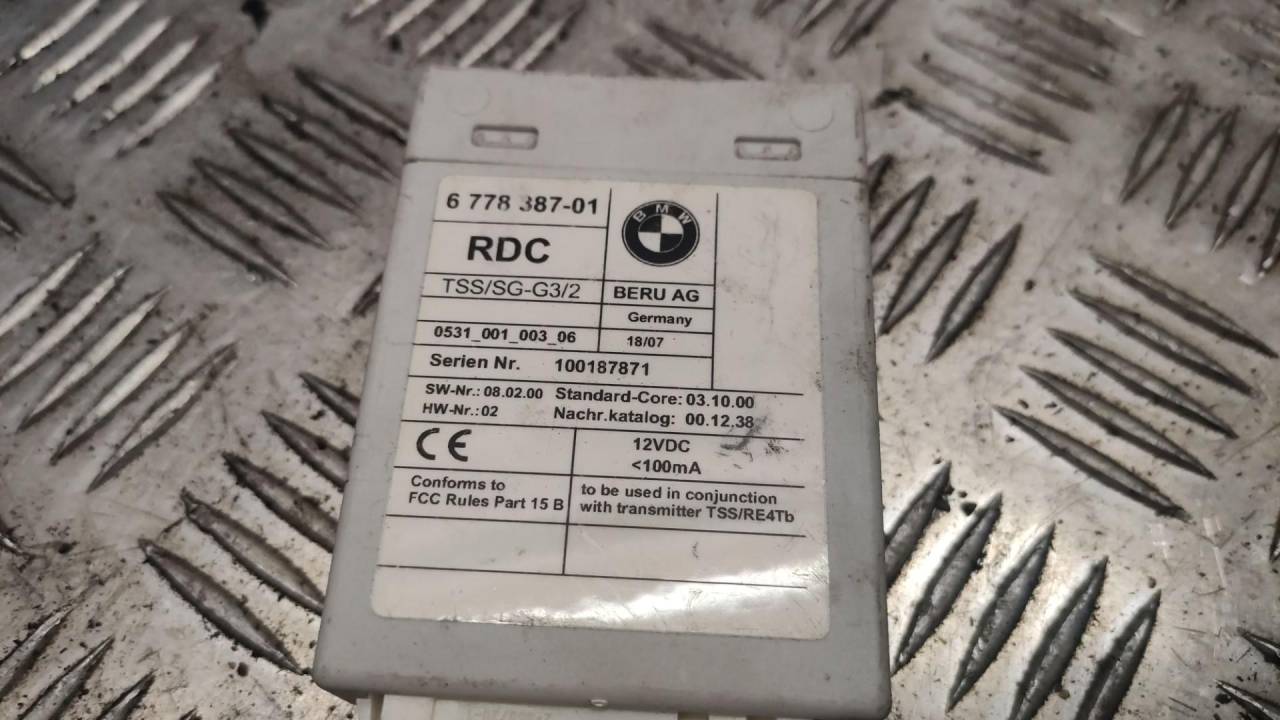 6 778 387-01
BMW
RDC
TSS/SG-G3/2
BERU AG
Germany
0531_001_003_06
18/07
Serien Nr. 100187871
SW-Nr.: 08.02.00 Standard-Core: 03.10.00
HW-Nr.: 02 Nachr.katalog: 00.12.38
CE
12VDC
<100mA
Conforms to
FCC Rules Part 15 B
to be used in conjunction
with transmitter TSS/RE4Tb